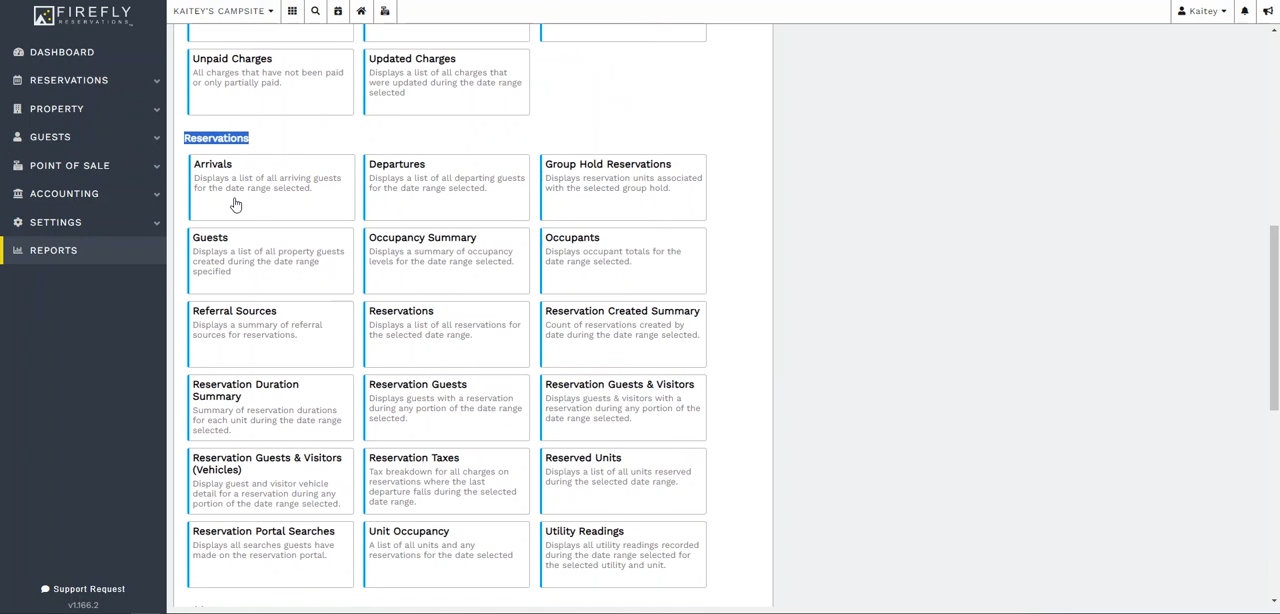 FIREFLY
RESERVATIONS
KAITEY'S CAMPSITE
Kaitey
DASHBOARD
RESERVATIONS
PROPERTY
GUESTS
POINT OF SALE
ACCOUNTING
SETTINGS
REPORTS
Support Request
v1.166.2
Unpaid Charges
All charges that have not been paid
or only partially paid.
Updated Charges
Displays a list of all charges that
were updated during the date range
selected
Reservations
Arrivals
Displays a list of all arriving guests
for the date range selected.
Departures
Displays a list of all departing guests
for the date range selected.
Group Hold Reservations
Displays reservation units associated
with the selected group hold.
Guests
Displays a list of all property guests
created during the date range
specified
Occupancy Summary
Displays a summary of occupancy
levels for the date range selected.
Occupants
Displays occupant totals for the
date range selected.
Referral Sources
Displays a summary of referral
sources for reservations.
Reservations
Displays a list of all reservations for
the selected date range.
Reservation Created Summary
Count of reservations created by
date during the date range selected.
Reservation Duration
Summary
Summary of reservation durations
for each unit during the date range
selected.
Reservation Guests
Displays guests with a reservation
during any portion of the date range
selected.
Reservation Guests & Visitors
Displays guests & visitors with a
reservation during any portion of the
date range selected.
Reservation Guests & Visitors
(Vehicles)
Display guest and visitor vehicle
detail for a reservation during any
portion of the date range selected.
Reservation Taxes
Tax breakdown for all charges on
reservations where the last
departure falls during the selected
date range.
Reserved Units
Displays a list of all units reserved
during the selected date range.
Reservation Portal Searches
Displays all searches guests have
made on the reservation portal.
Unit Occupancy
A list of all units and any
reservations for the date selected
Utility Readings
Displays all utility readings recorded
during the date range selected for
the selected utility and unit.